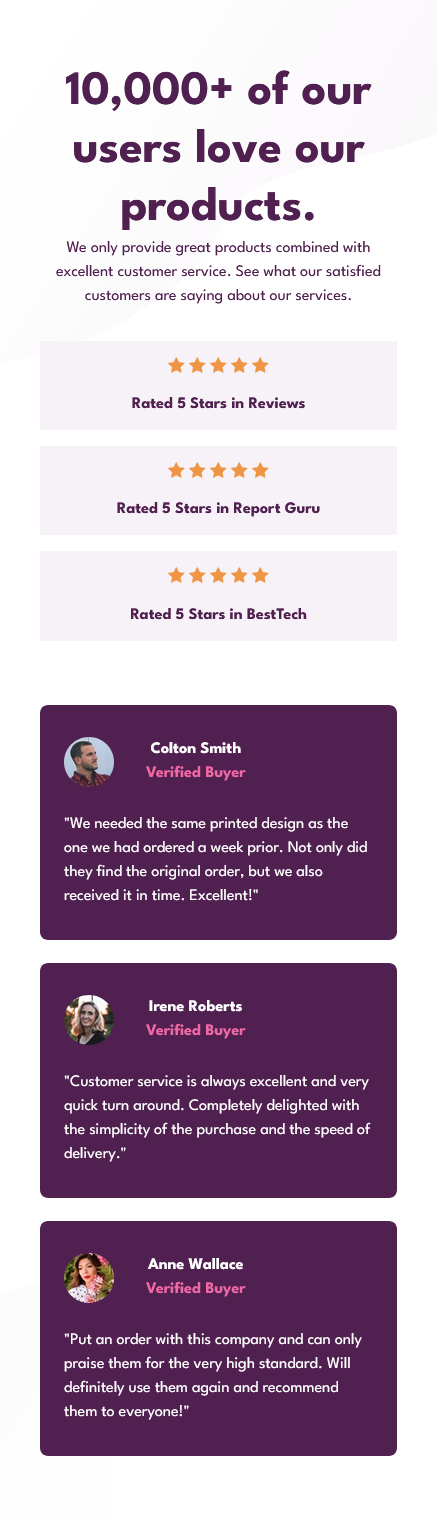 10,000+ of our
users love our
products.
We only provide great products combined with
excellent customer service. See what our satisfied
customers are saying about our services.
Rated 5 Stars in Reviews
Rated 5 Stars in Report Guru
Rated 5 Stars in BestTech
Colton Smith
Verified Buyer
"We needed the same printed design as the
one we had ordered a week prior. Not only did
they find the original order, but we also
received it in time. Excellent!"
Irene Roberts
Verified Buyer
"Customer service is always excellent and very
quick turn around. Completely delighted with
the simplicity of the purchase and the speed of
delivery."
Anne Wallace
Verified Buyer
"Put an order with this company and can only
praise them for the very high standard. Will
definitely use them again and recommend
them to everyone!"